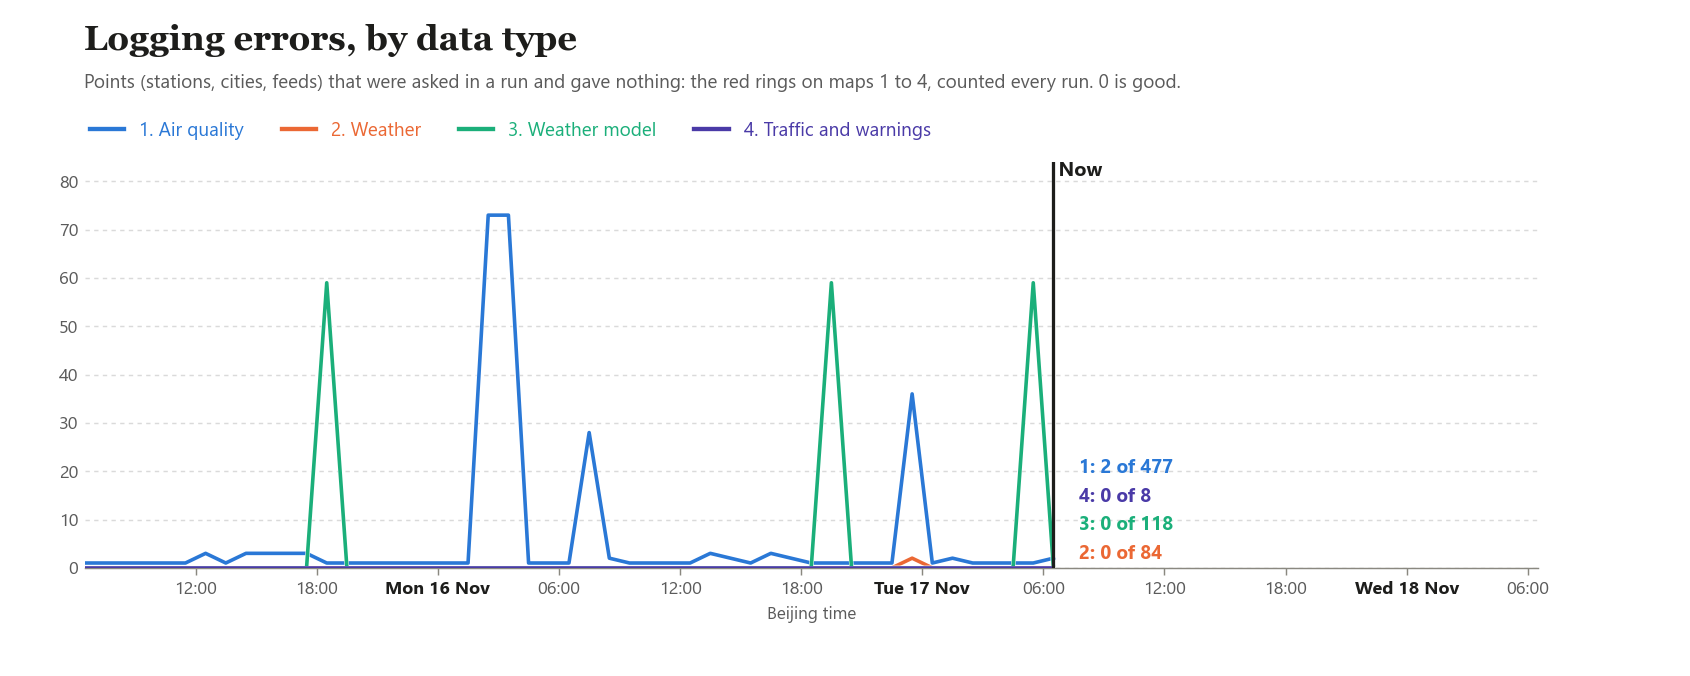 Logging errors, by data type
Points (stations, cities, feeds) that were asked in a run and gave nothing: the red rings on maps 1 to 4, counted every run. 0 is good.
1. Air quality 2. Weather 3. Weather model 4. Traffic and warnings
Now
80
70
60
50
40
30
20
10
0
1: 2 of 477
4: 0 of 8
3: 0 of 118
2: 0 of 84
12:00 18:00 Mon 16 Nov 06:00 12:00 18:00 Tue 17 Nov 06:00 12:00 18:00 Wed 18 Nov 06:00
Beijing time